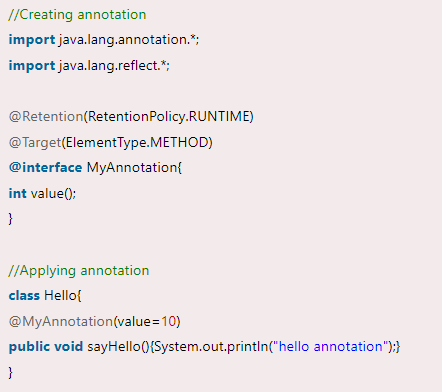 //Creating annotation
import java.lang.annotation.*;
import java.lang.reflect.*;
@Retention(RetentionPolicy.RUNTIME)
@Target(ElementType.METHOD)
@interface MyAnnotation{
int value();
}
//Applying annotation
class Hello{
@MyAnnotation(value=10)
public void sayHello(){System.out.println("hello annotation");}
}